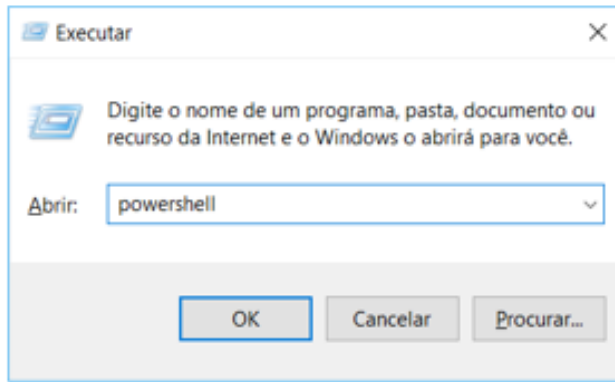 Executar
Digite o nome de um programa, pasta, documento ou
recurso da Internet e o Windows o abrirá para você.
Abrir: powershell
OK Cancelar Procurar...